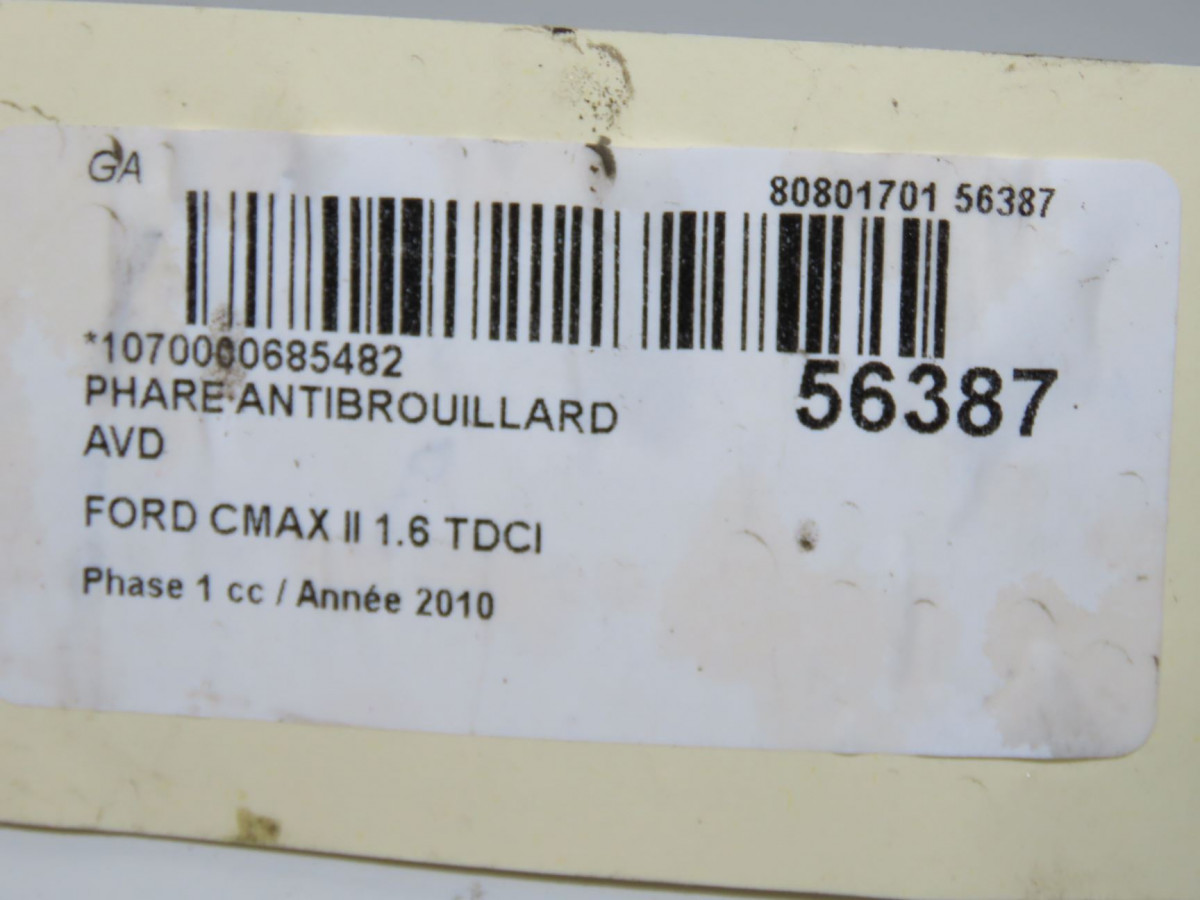 GA
80801701 56387
*1070000685482
56387
PHARE ANTIBROUILLARD
AVD
FORD CMAX II 1.6 TDCI
Phase 1 cc / Année 2010